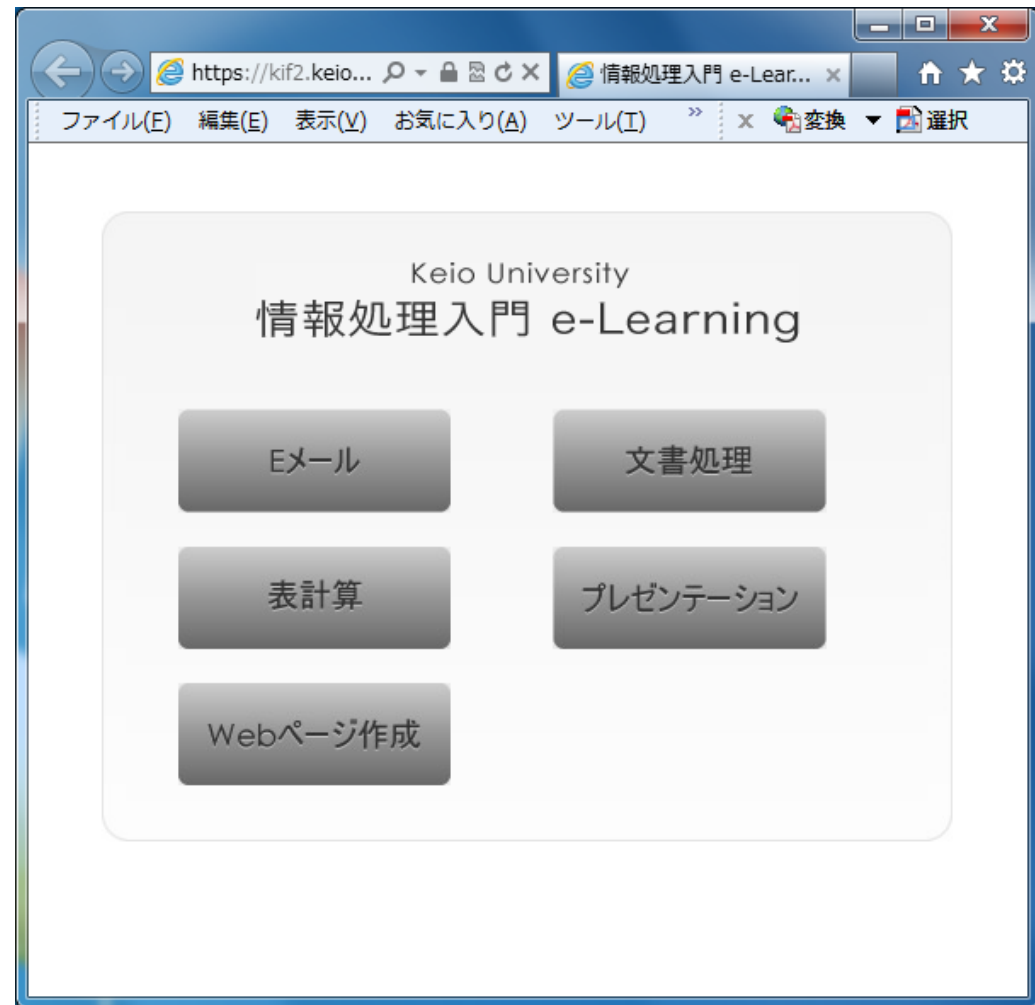 https://kif2.keio...
情報処理入門 e-Lear...
ファイル(F) 編集(E) 表示(V) お気に入り(A) ツール(T) » x 変換 ▼ 選択
Keio University
情報処理入門 e-Learning
Eメール 文書処理
表計算 プレゼンテーション
Webページ作成